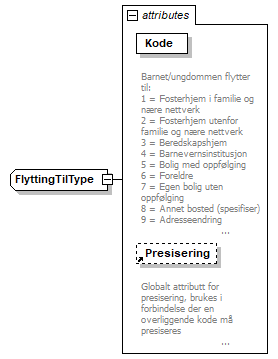 attributes
Kode
Barnet/ungdommen flytter
til:
1 = Fosterhjem i familie og
nære nettverk
2 = Fosterhjem utenfor
familie og nære nettverk
3 = Beredskapshjem
4 = Barnevernsinstitusjon
5 = Bolig med oppfølging
6 = Foreldre
7 = Egen bolig uten
oppfølging
8 = Annet bosted (spesifiser)
9 = Adresseendring
...
FlyttingTilType
Presisering
Globalt attributt for
presisering, brukes i
forbindelse der en
overliggende kode må
presiseres
...